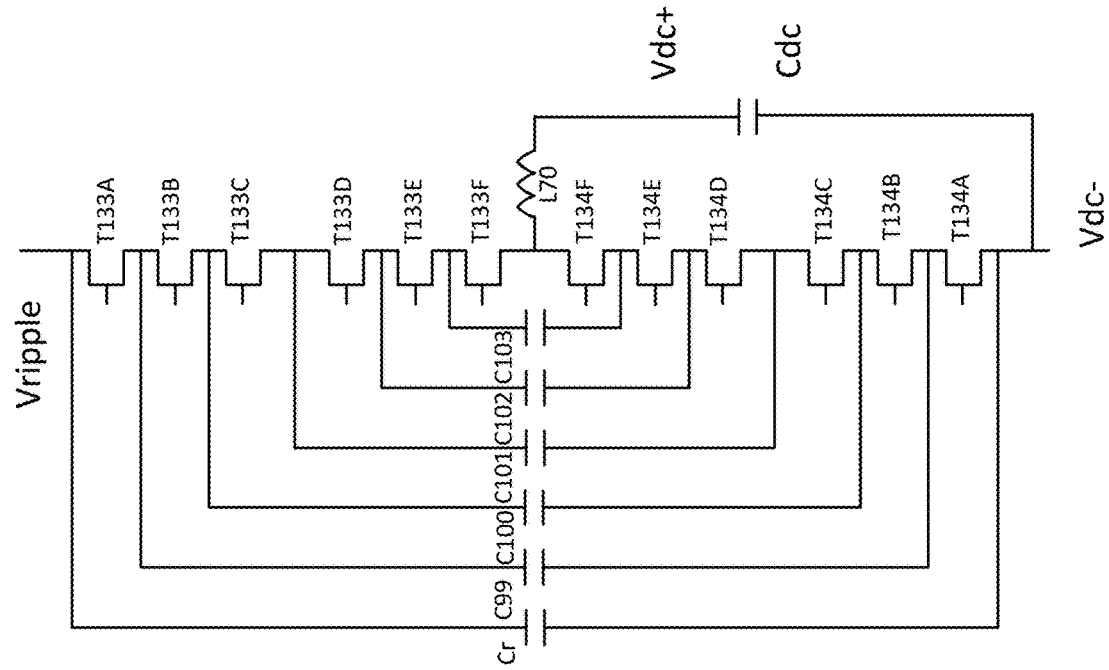 Vripple
T133A
T133B
T133C
T133D
T133E
T133F
L70
T134F
T134E
T134D
T134C
T134B
T134A
Vdc+
Cdc
Vdc-
C103
C102
C101
C100
C99
Cr